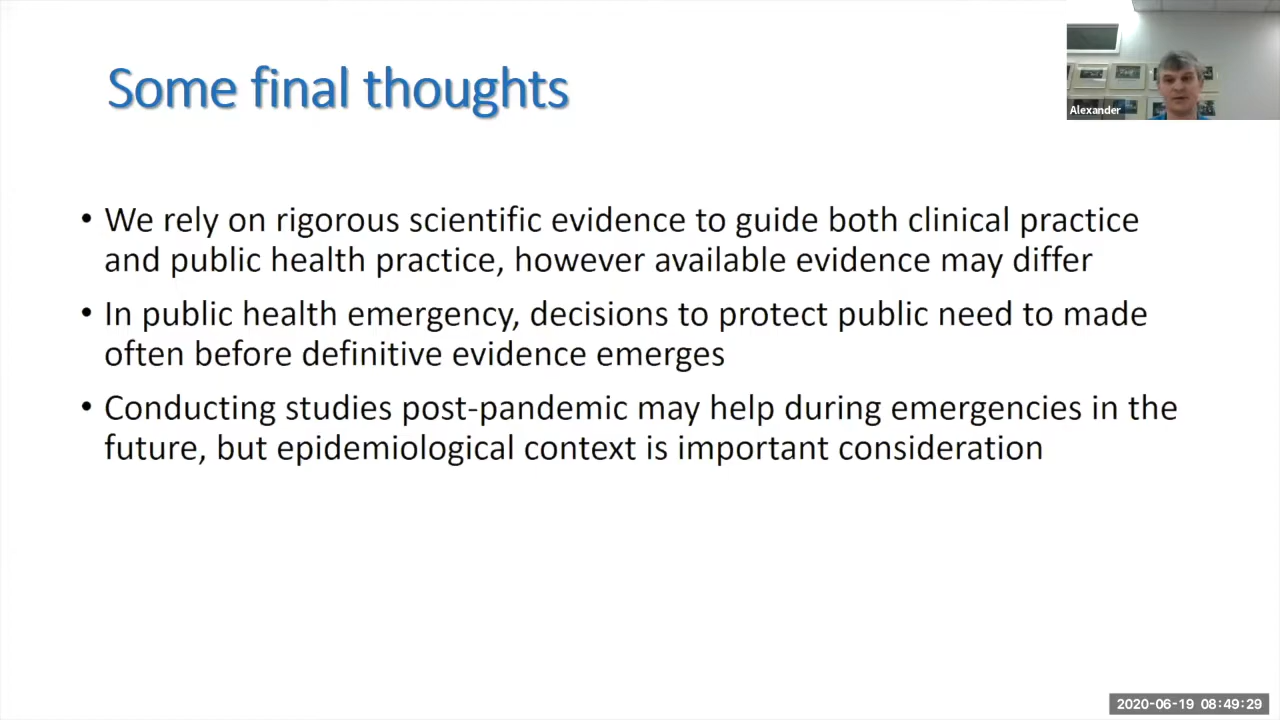 Some final thoughts
Alexander
• We rely on rigorous scientific evidence to guide both clinical practice
and public health practice, however available evidence may differ
• In public health emergency, decisions to protect public need to made
often before definitive evidence emerges
• Conducting studies post-pandemic may help during emergencies in the
future, but epidemiological context is important consideration
2020-06-19 08:49:29